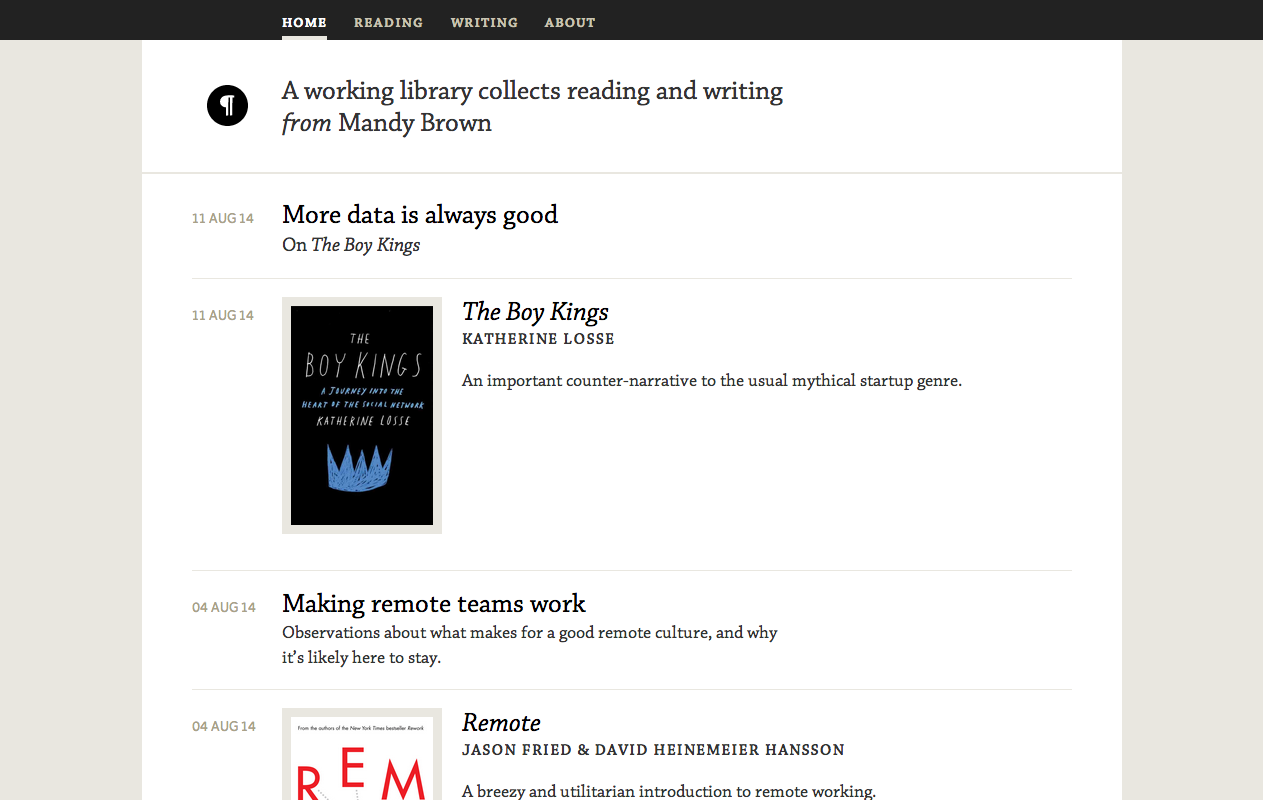 HOME READING WRITING ABOUT
¶
A working library collects reading and writing
from Mandy Brown
11 AUG 14
More data is always good
On The Boy Kings
11 AUG 14
THE
BOY KINGS
A JOURNEY INTO THE
HEART OF THE SOCIAL NETWORK
KATHERINE LOSSE
The Boy Kings
KATHERINE LOSSE
An important counter-narrative to the usual mythical startup genre.
04 AUG 14
Making remote teams work
Observations about what makes for a good remote culture, and why
it’s likely here to stay.
04 AUG 14
From the authors of the New York Times bestseller Rework
REM
Remote
JASON FRIED & DAVID HEINEMEIER HANSSON
A breezy and utilitarian introduction to remote working.